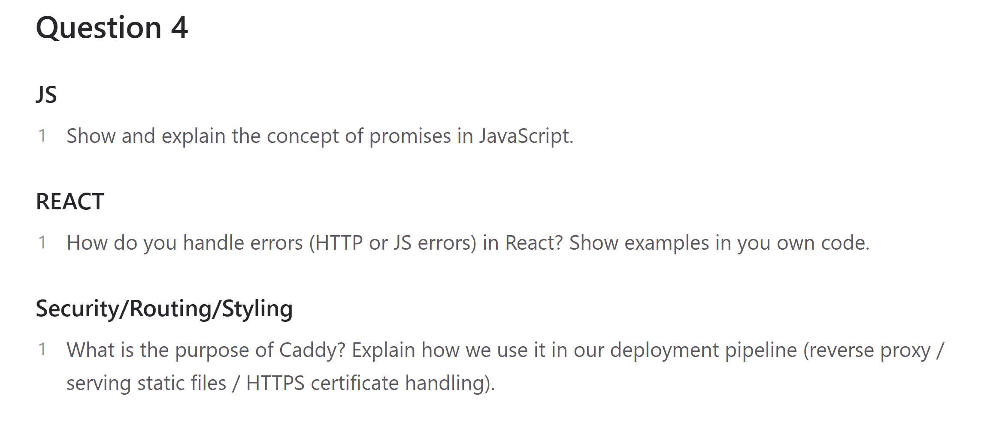 Question 4
JS
1 Show and explain the concept of promises in JavaScript.
REACT
1 How do you handle errors (HTTP or JS errors) in React? Show examples in you own code.
Security/Routing/Styling
1 What is the purpose of Caddy? Explain how we use it in our deployment pipeline (reverse proxy /
serving static files / HTTPS certificate handling).